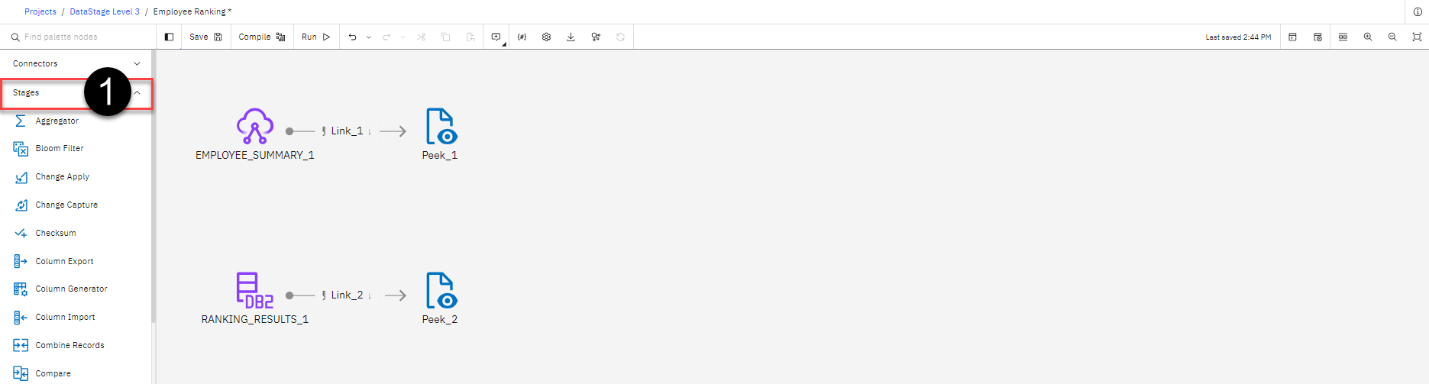 Projects / DataStage Level 3 / Employee Ranking *
Find palette nodes
Save
Compile
Run
Last saved 2:44 PM
Connectors
Stages
1
Aggregator
Bloom Filter
Change Apply
Change Capture
Checksum
Column Export
Column Generator
Column Import
Combine Records
Compare
Link_1
EMPLOYEE_SUMMARY_1
Peek_1
Link_2
DB2
RANKING_RESULTS_1
Peek_2